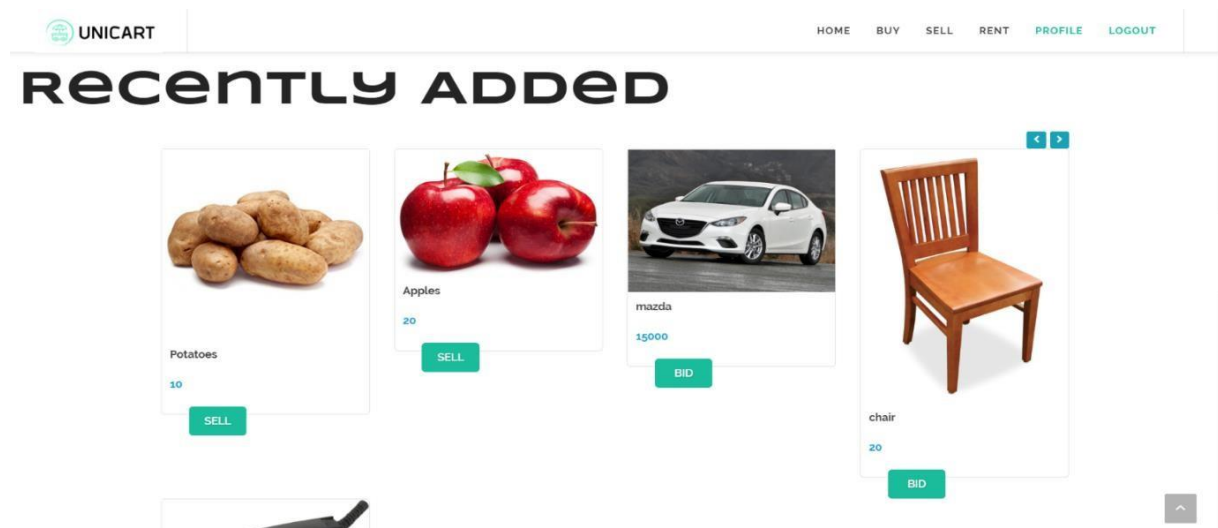 UNICART
HOME BUY SELL RENT PROFILE LOGOUT
Recently Added
Potatoes
10
SELL
Apples
20
SELL
mazda
15000
BID
chair
20
BID